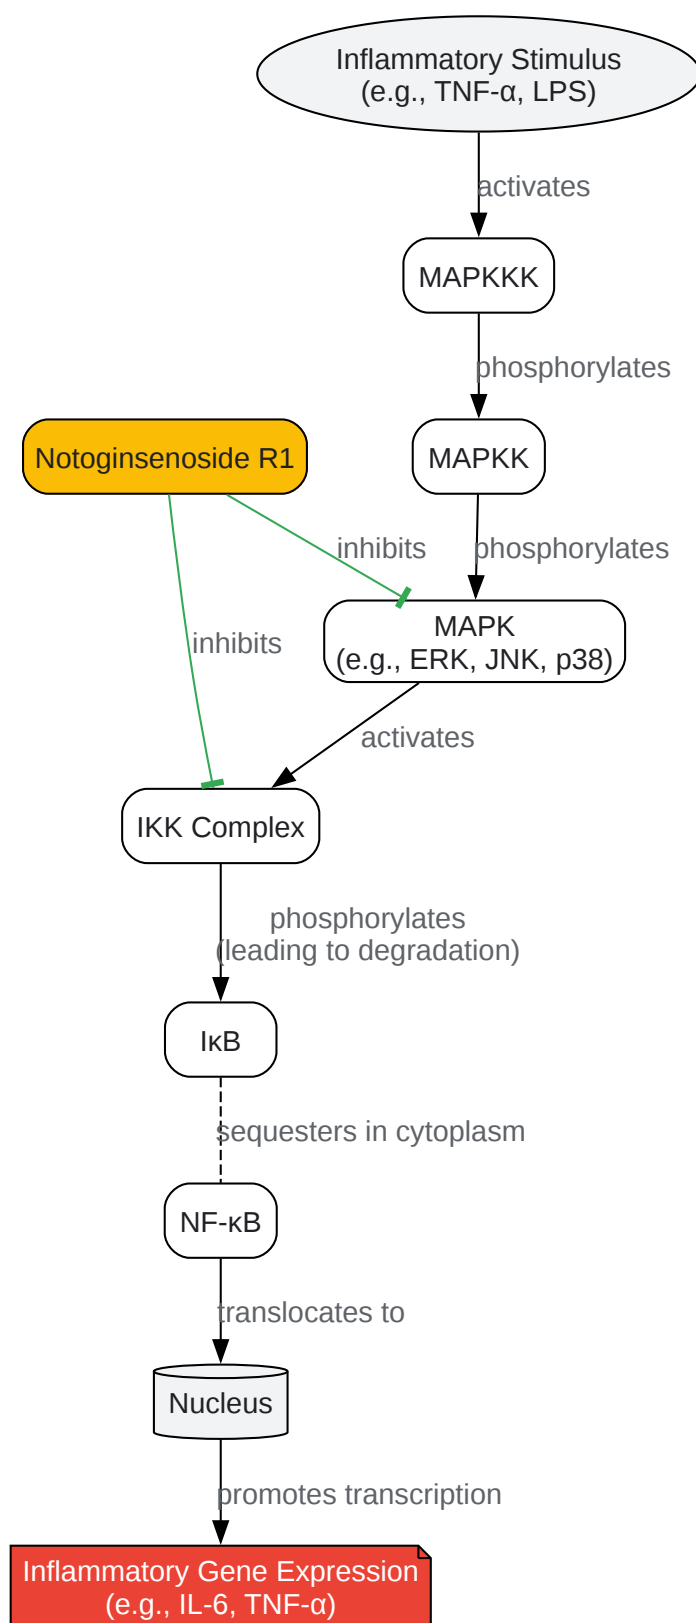 Inflammatory Stimulus
(e.g., TNF-α, LPS)
activates
MAPKKK
phosphorylates
Notoginsenoside R1
MAPKK
inhibits
phosphorylates
MAPK
(e.g., ERK, JNK, p38)
inhibits
activates
IKK Complex
phosphorylates
(leading to degradation)
IκB
sequesters in cytoplasm
NF-κB
translocates to
Nucleus
promotes transcription
Inflammatory Gene Expression
(e.g., IL-6, TNF-α)